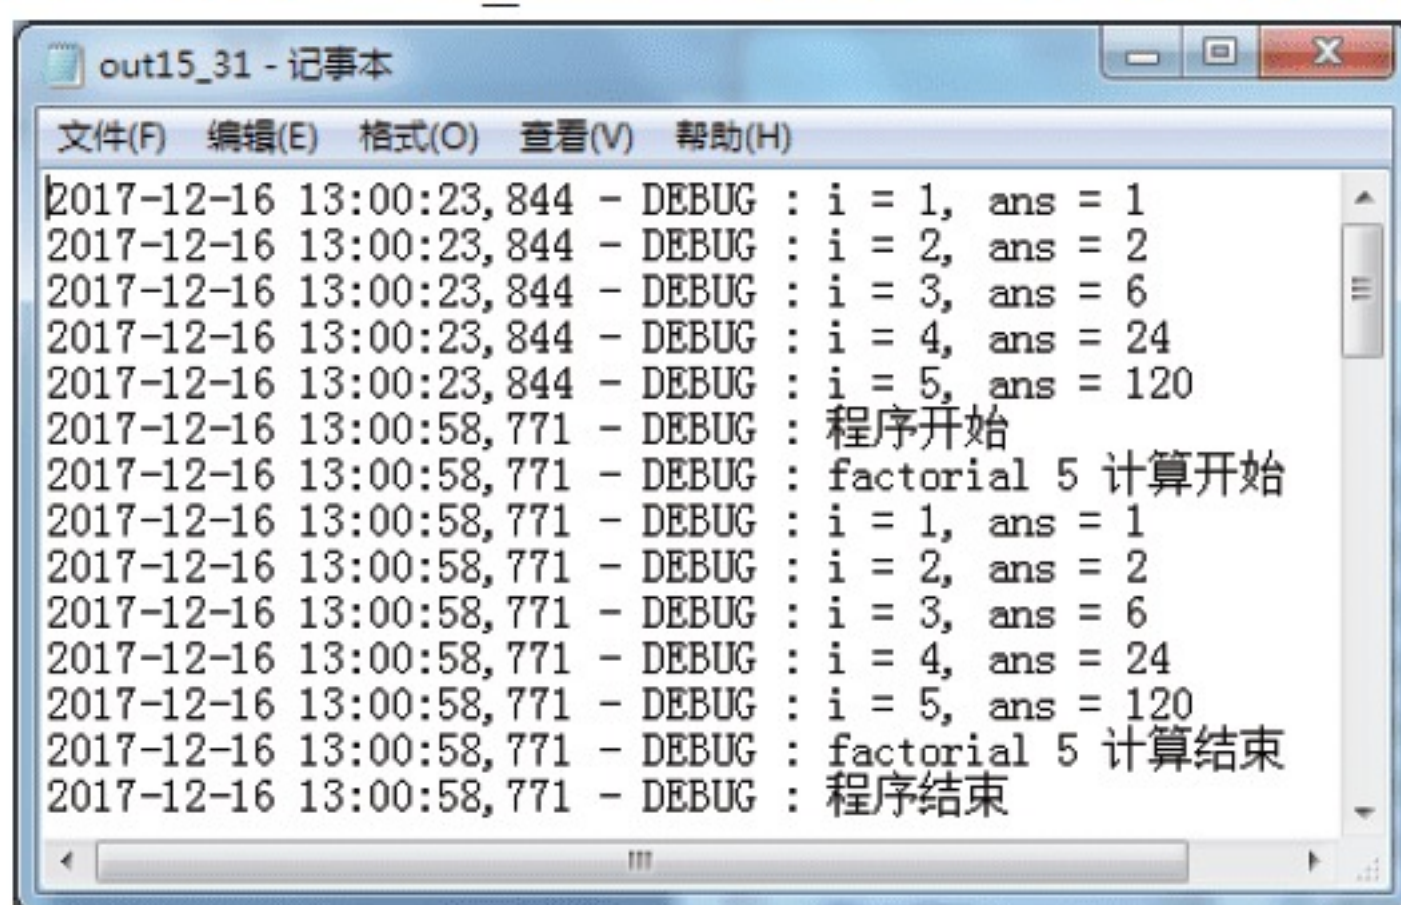 out15_31 - 记事本
文件(F) 编辑(E) 格式(O) 查看(V) 帮助(H)
2017-12-16 13:00:23,844 - DEBUG : i = 1, ans = 1
2017-12-16 13:00:23,844 - DEBUG : i = 2, ans = 2
2017-12-16 13:00:23,844 - DEBUG : i = 3, ans = 6
2017-12-16 13:00:23,844 - DEBUG : i = 4, ans = 24
2017-12-16 13:00:23,844 - DEBUG : i = 5, ans = 120
2017-12-16 13:00:58,771 - DEBUG : 程序开始
2017-12-16 13:00:58,771 - DEBUG : factorial 5 计算开始
2017-12-16 13:00:58,771 - DEBUG : i = 1, ans = 1
2017-12-16 13:00:58,771 - DEBUG : i = 2, ans = 2
2017-12-16 13:00:58,771 - DEBUG : i = 3, ans = 6
2017-12-16 13:00:58,771 - DEBUG : i = 4, ans = 24
2017-12-16 13:00:58,771 - DEBUG : i = 5, ans = 120
2017-12-16 13:00:58,771 - DEBUG : factorial 5 计算结束
2017-12-16 13:00:58,771 - DEBUG : 程序结束